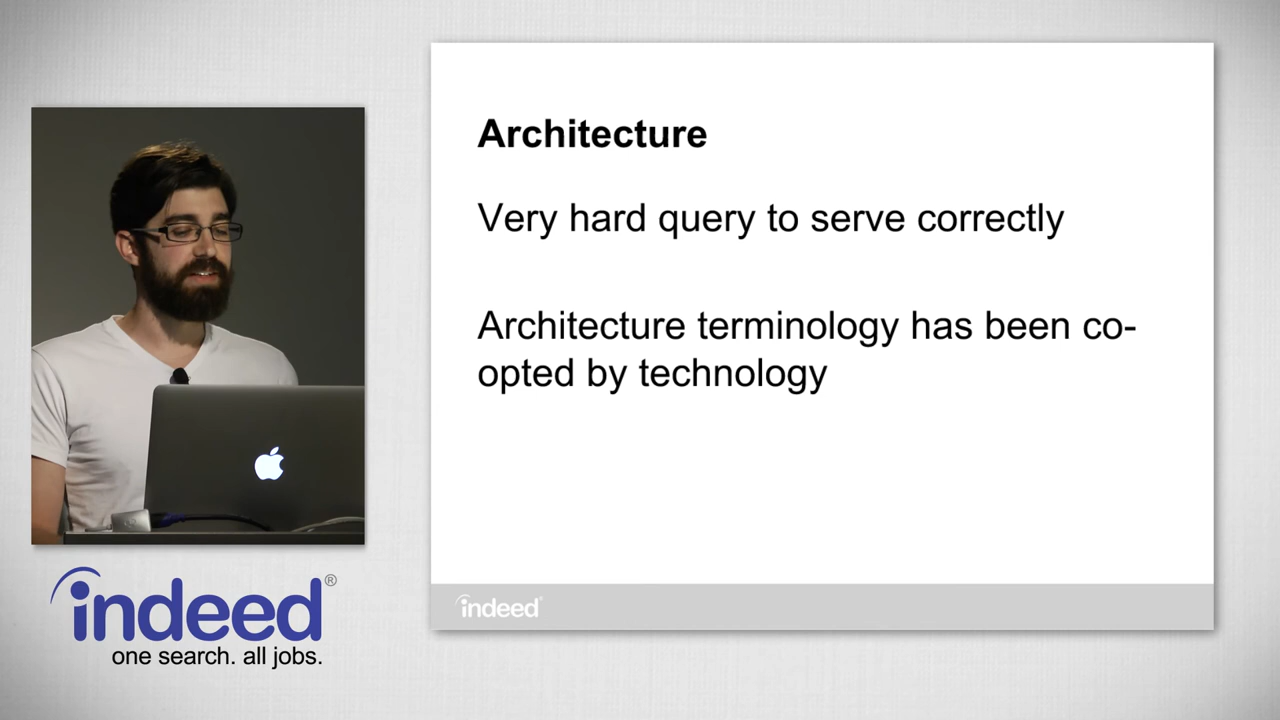 Architecture
Very hard query to serve correctly
Architecture terminology has been co-
opted by technology
indeed
indeed®
one search. all jobs.